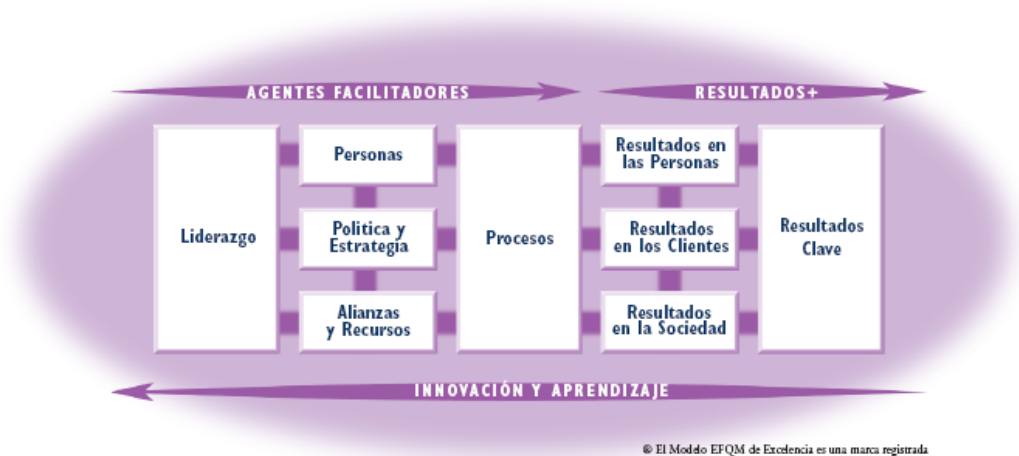 AGENTES FACILITADORES
RESULTADOS+
Liderazgo
Personas
Politica y
Estrategia
Alianzas
y Recursos
Procesos
Resultados en
las Personas
Resultados
en los Clientes
Resultados
en la Sociedad
Resultados
Clave
INNOVACIÓN Y APRENDIZAJE
® El Modelo EFQM de Excelencia es una marca registrada